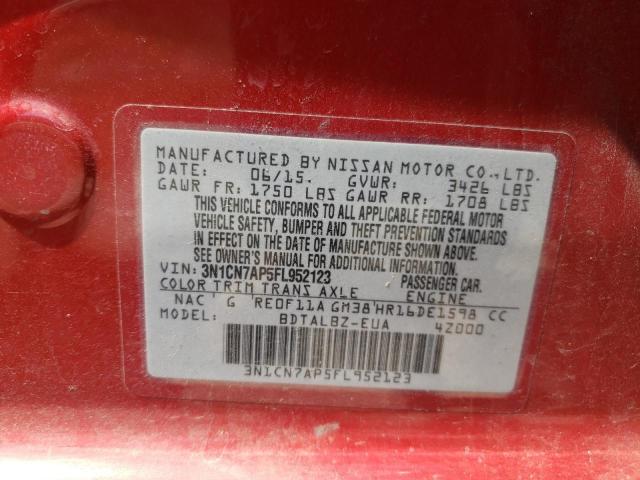 MANUFACTURED BY NISSAN MOTOR CO., LTD.
DATE: 06/15. GVWR: 3426 LBS
GAWR FR: 1750 LBS GAWR RR: 1708 LBS
THIS VEHICLE CONFORMS TO ALL APPLICABLE FEDERAL MOTOR
VEHICLE SAFETY, BUMPER AND THEFT PREVENTION STANDARDS
IN EFFECT ON THE DATE OF MANUFACTURE SHOWN ABOVE.
SEE OWNER'S MANUAL FOR ADDITIONAL INFORMATION.
VIN: 3N1CN7AP5FL952123 PASSENGER CAR.
COLOR TRIM TRANS AXLE ENGINE
NAC ' G RE0F11A GM38'HR16DE1598 CC
MODEL: BDTALBZ-EUA 4Z000
3N1CN7AP5FL952123